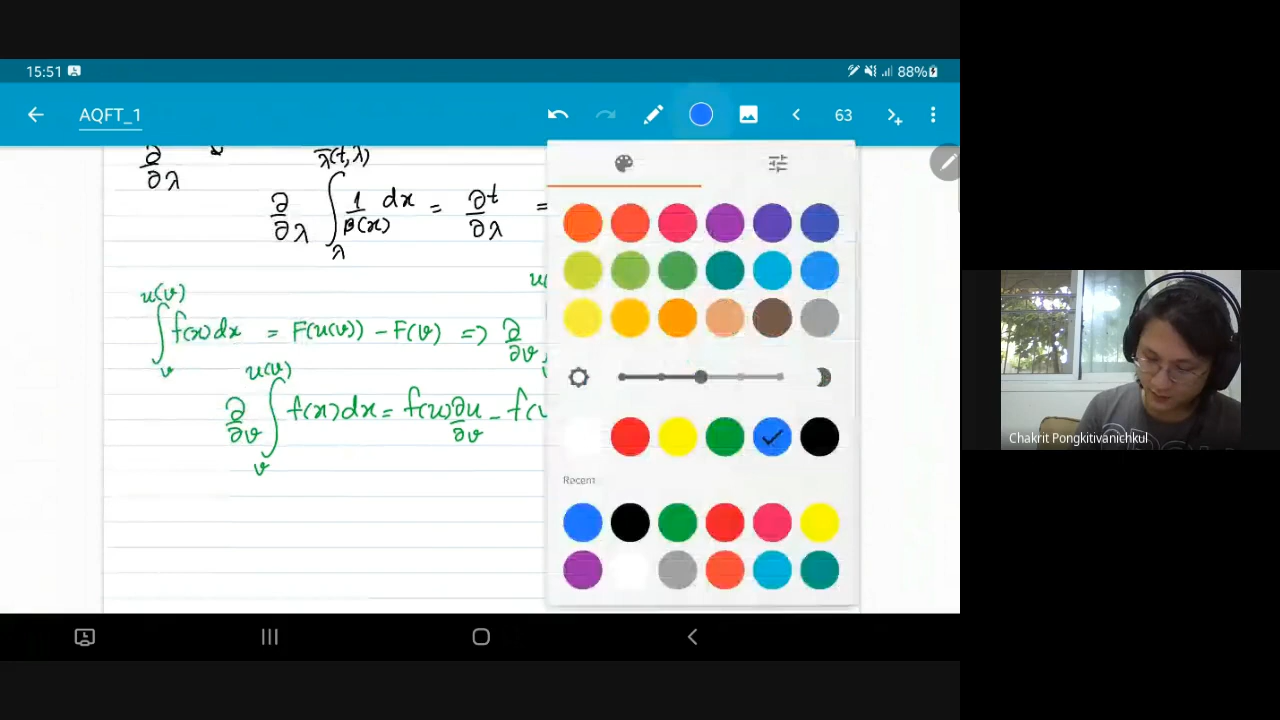 15:51 88%
AQFT_1 63
∂/∂λ λ̄(t,λ)
∂/∂λ ∫_λ 1/β(x) dx = ∂t/∂λ =
∫_v^{u(v)} f(x)dx = F(u(v)) - F(v) => ∂/∂v
∂/∂v ∫_v^{u(v)} f(x)dx = f(u)∂u/∂v - f(v
Recent
Chakrit Pongkitivanichkul